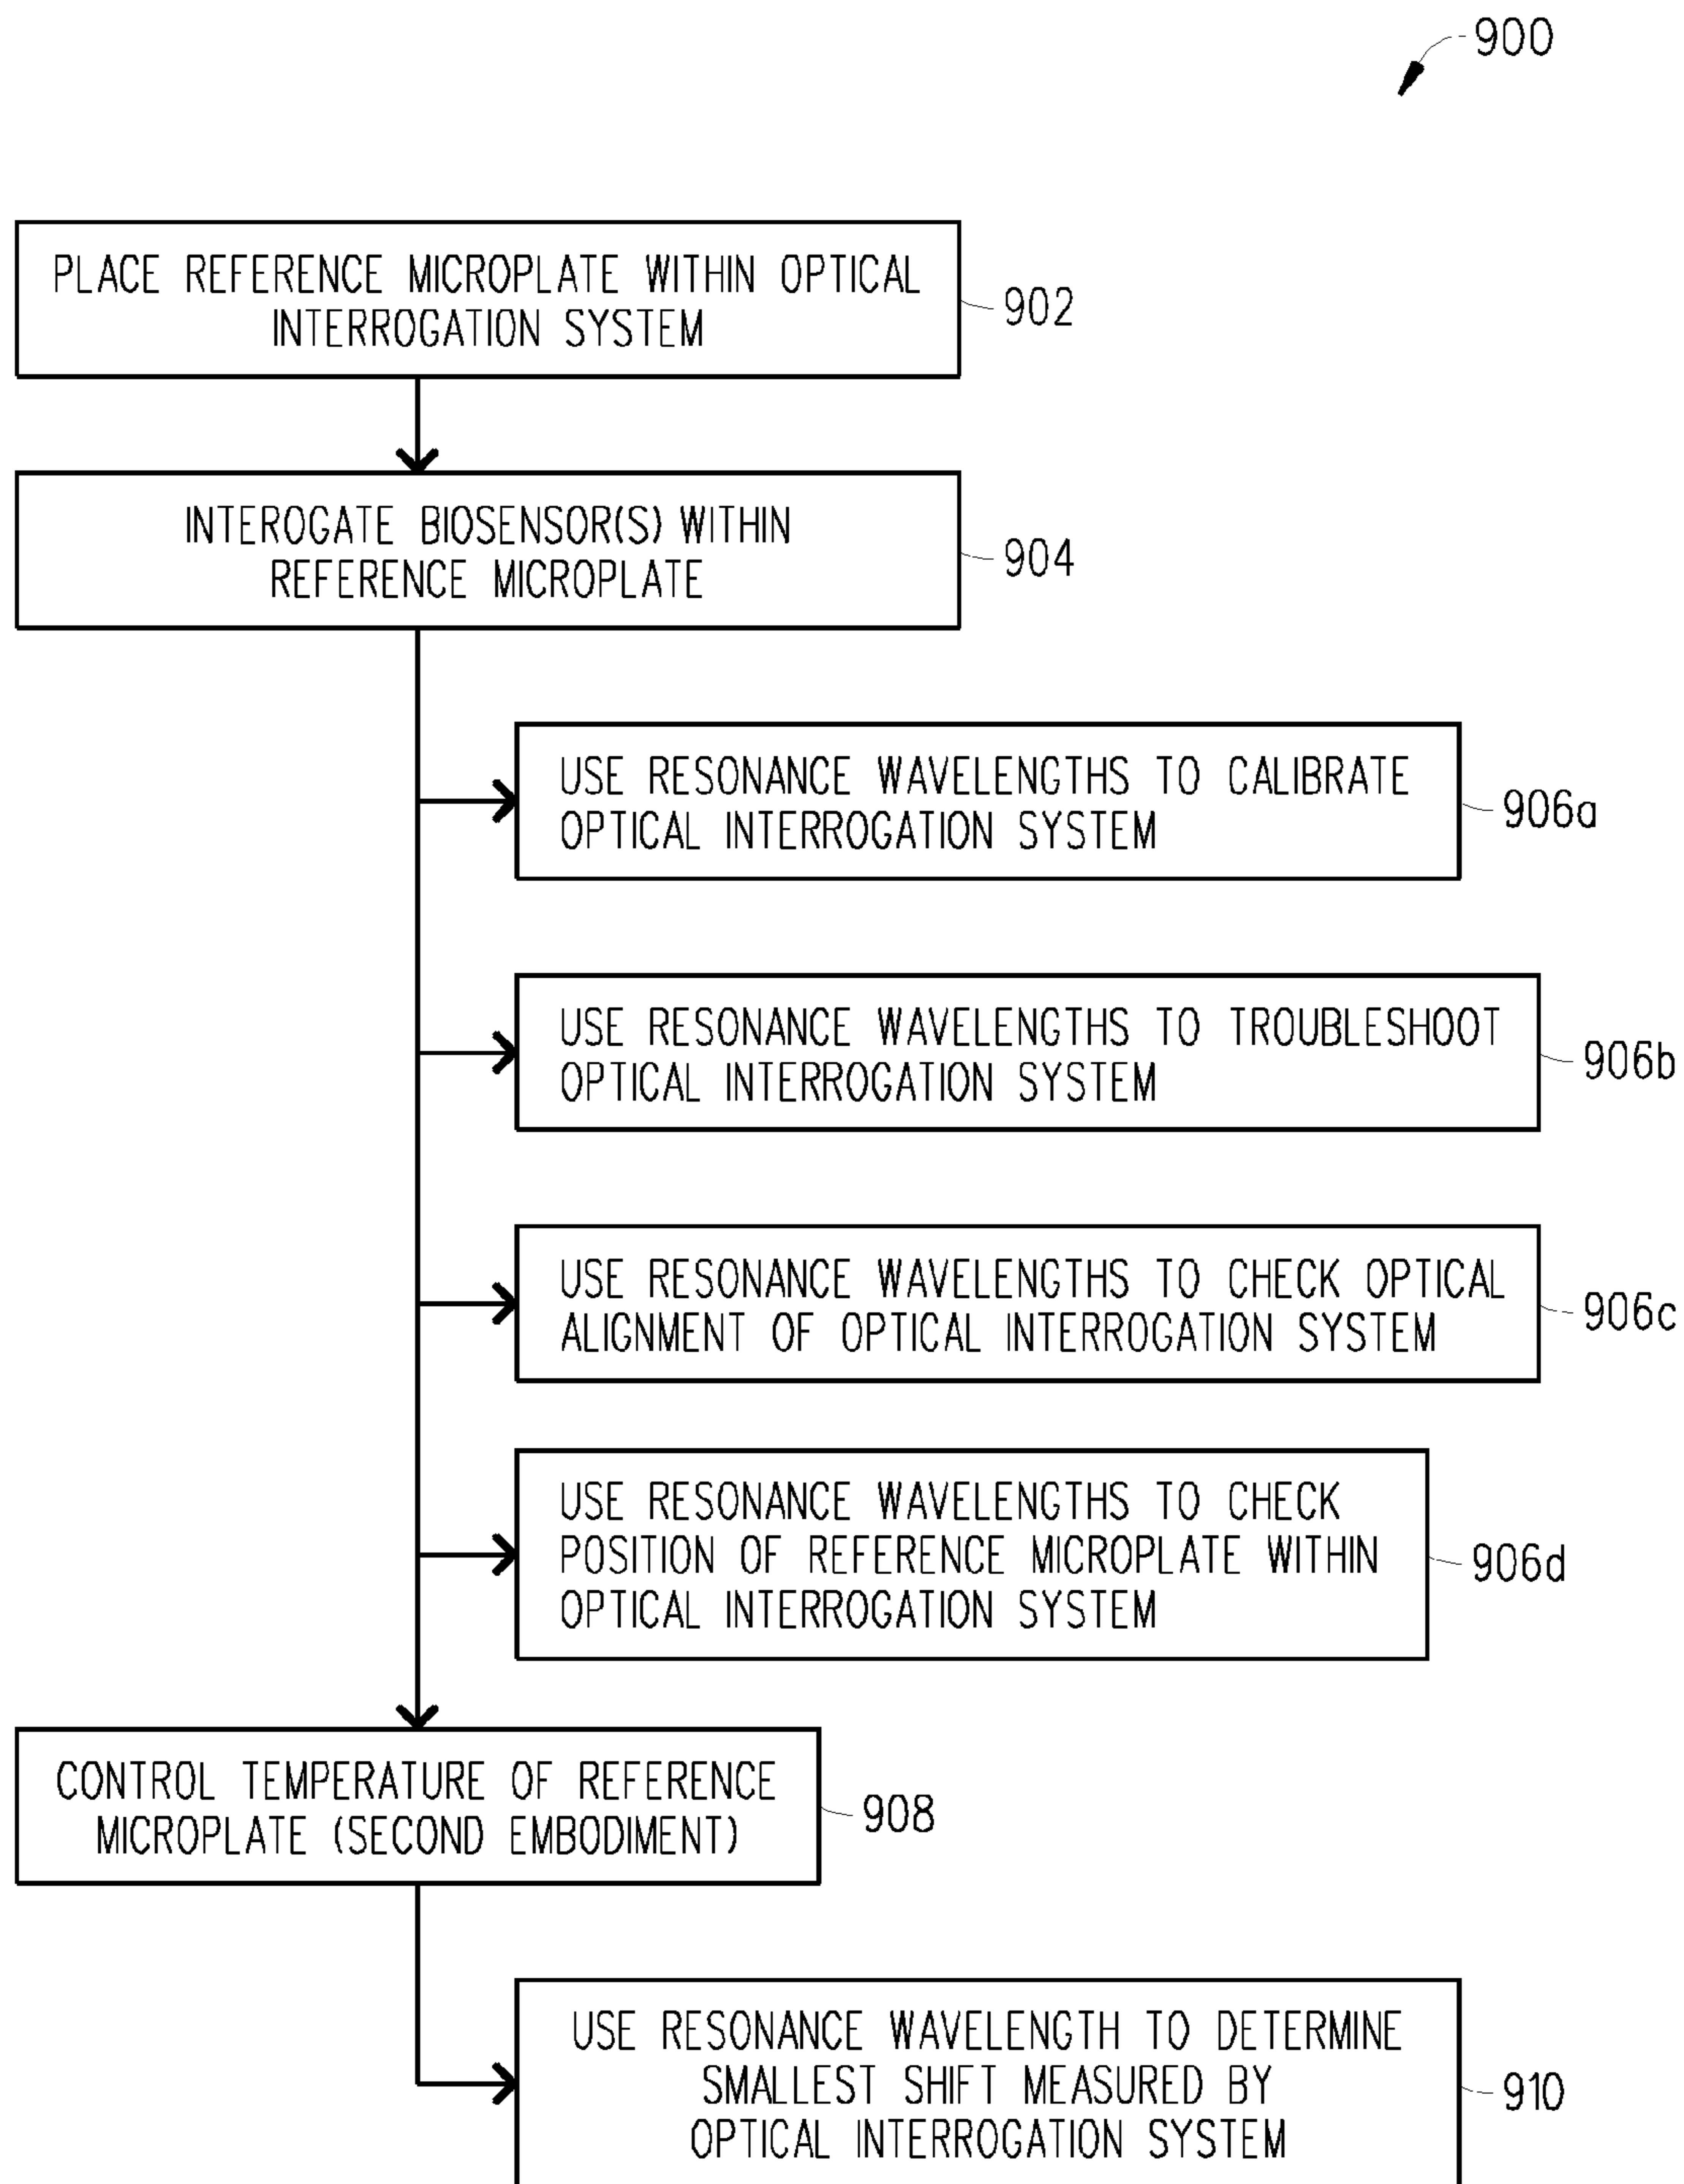 900
PLACE REFERENCE MICROPLATE WITHIN OPTICAL
INTERROGATION SYSTEM
902
INTEROGATE BIOSENSOR(S) WITHIN
REFERENCE MICROPLATE
904
USE RESONANCE WAVELENGTHS TO CALIBRATE
OPTICAL INTERROGATION SYSTEM
906a
USE RESONANCE WAVELENGTHS TO TROUBLESHOOT
OPTICAL INTERROGATION SYSTEM
906b
USE RESONANCE WAVELENGTHS TO CHECK OPTICAL
ALIGNMENT OF OPTICAL INTERROGATION SYSTEM
906c
USE RESONANCE WAVELENGTHS TO CHECK
POSITION OF REFERENCE MICROPLATE WITHIN
OPTICAL INTERROGATION SYSTEM
906d
CONTROL TEMPERATURE OF REFERENCE
MICROPLATE (SECOND EMBODIMENT)
908
USE RESONANCE WAVELENGTH TO DETERMINE
SMALLEST SHIFT MEASURED BY
OPTICAL INTERROGATION SYSTEM
910